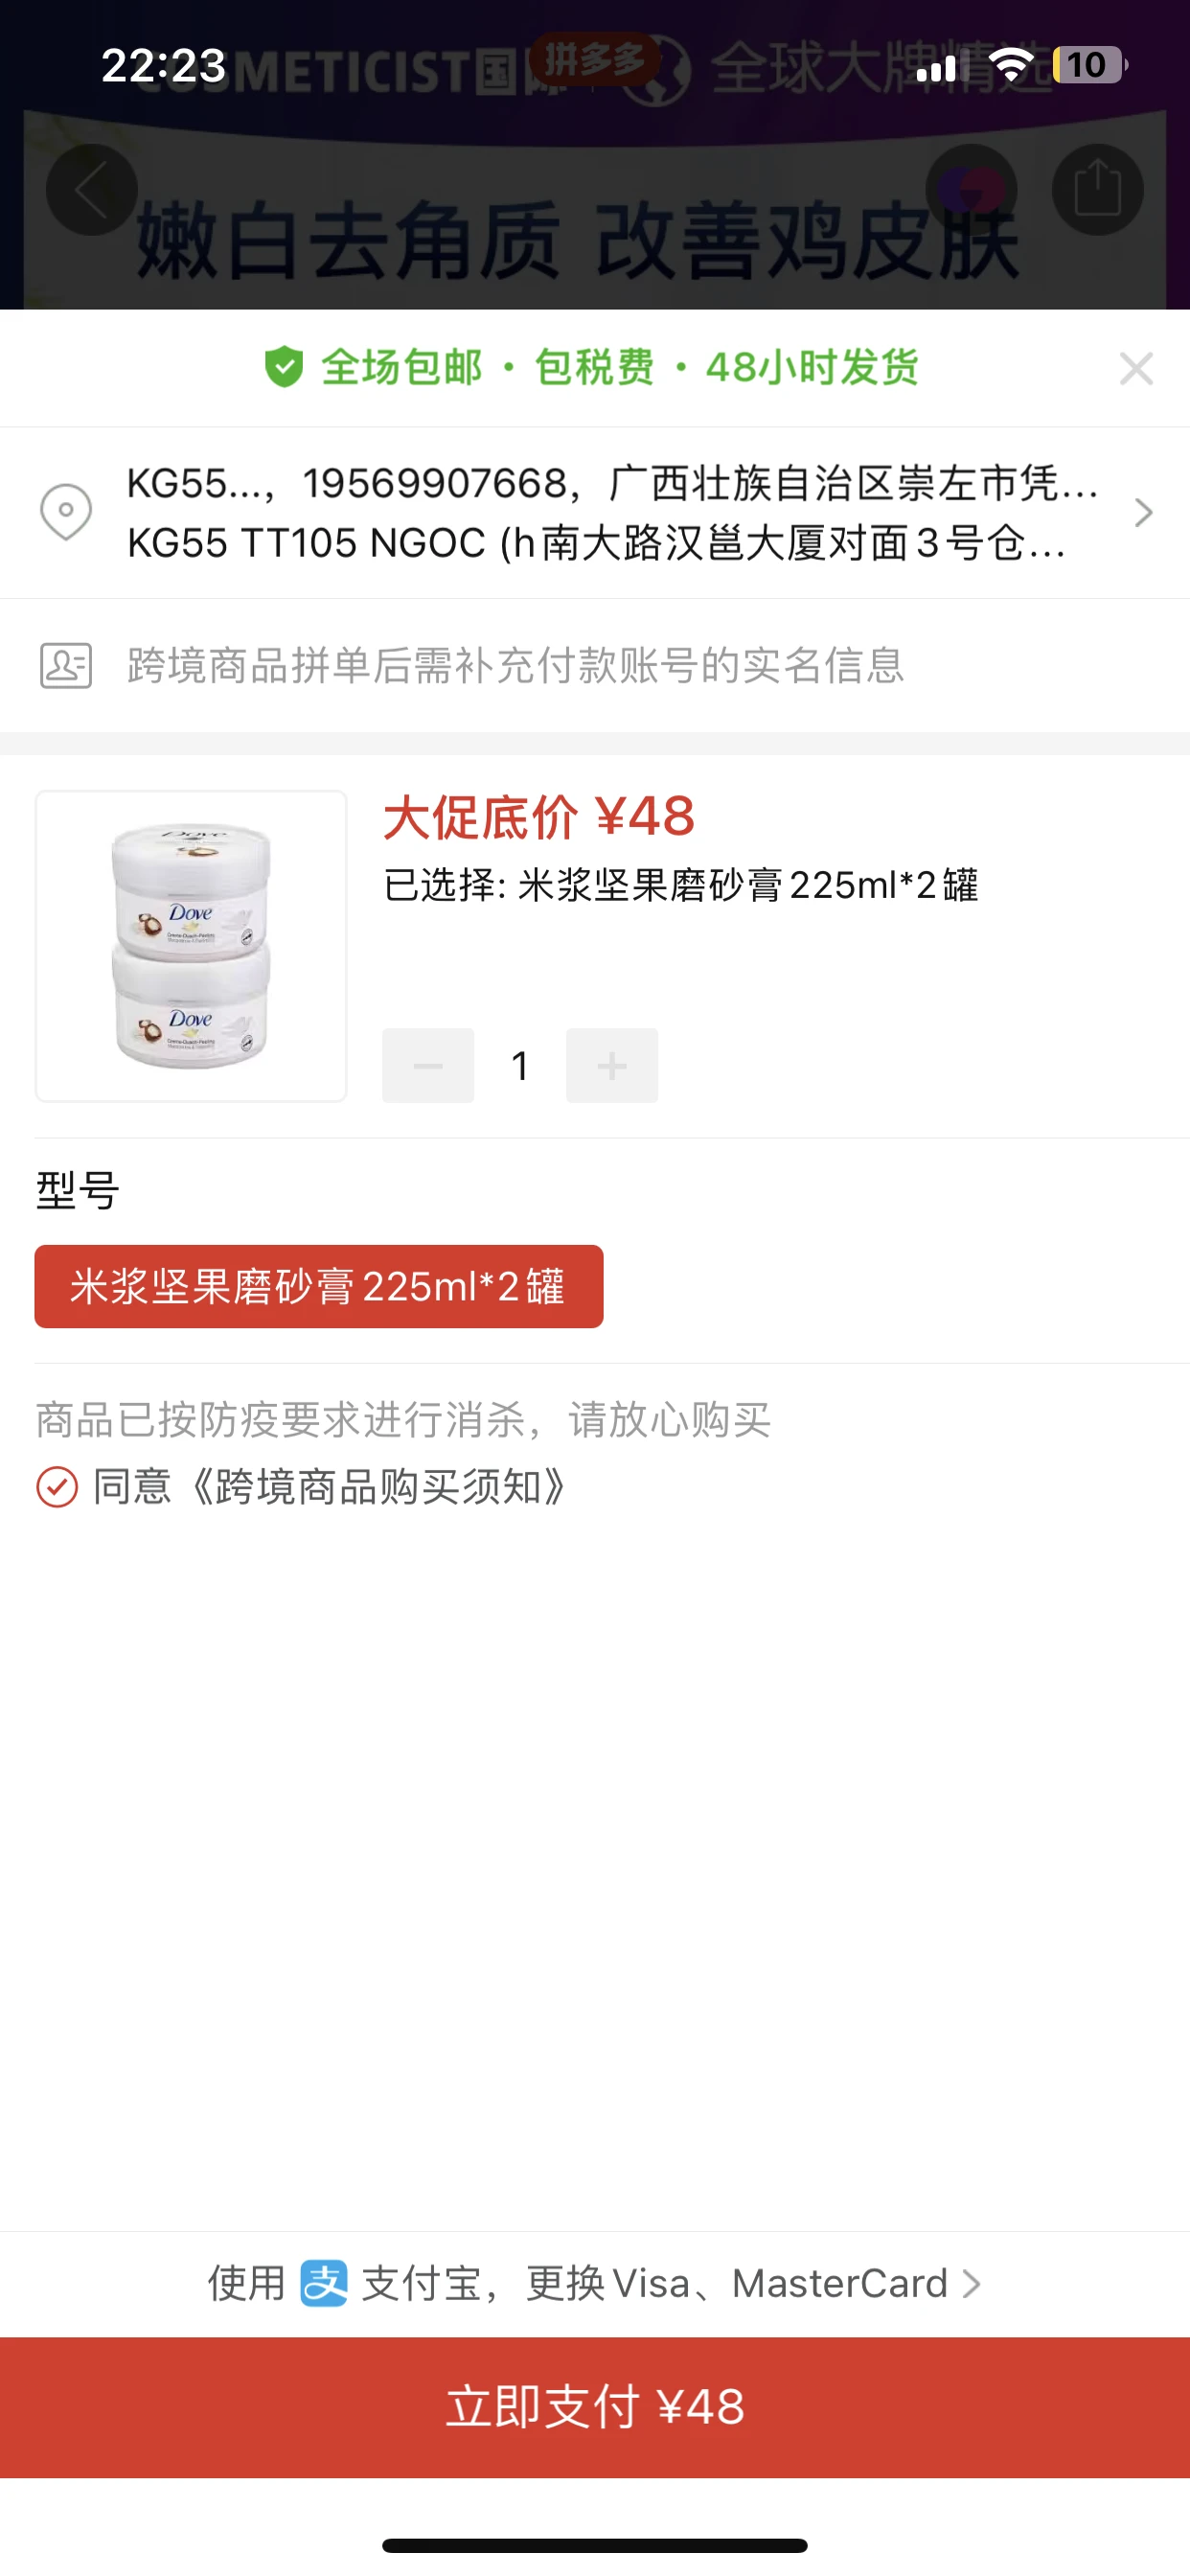 22:23
10
COSMETICIST国际
拼多多
全球大牌精选
嫩白去角质 改善鸡皮肤
全场包邮 · 包税费 · 48小时发货
KG55..., 19569907668, 广西壮族自治区崇左市凭...
KG55 TT105 NGOC (h南大路汉邕大厦对面3号仓...
跨境商品拼单后需补充付款账号的实名信息
大促底价 ¥48
已选择: 米浆坚果磨砂膏225ml*2罐
Dove
Dove
Dove
1
型号
米浆坚果磨砂膏225ml*2罐
商品已按防疫要求进行消杀，请放心购买
同意《跨境商品购买须知》
使用 支 支付宝，更换Visa、MasterCard
立即支付 ¥48